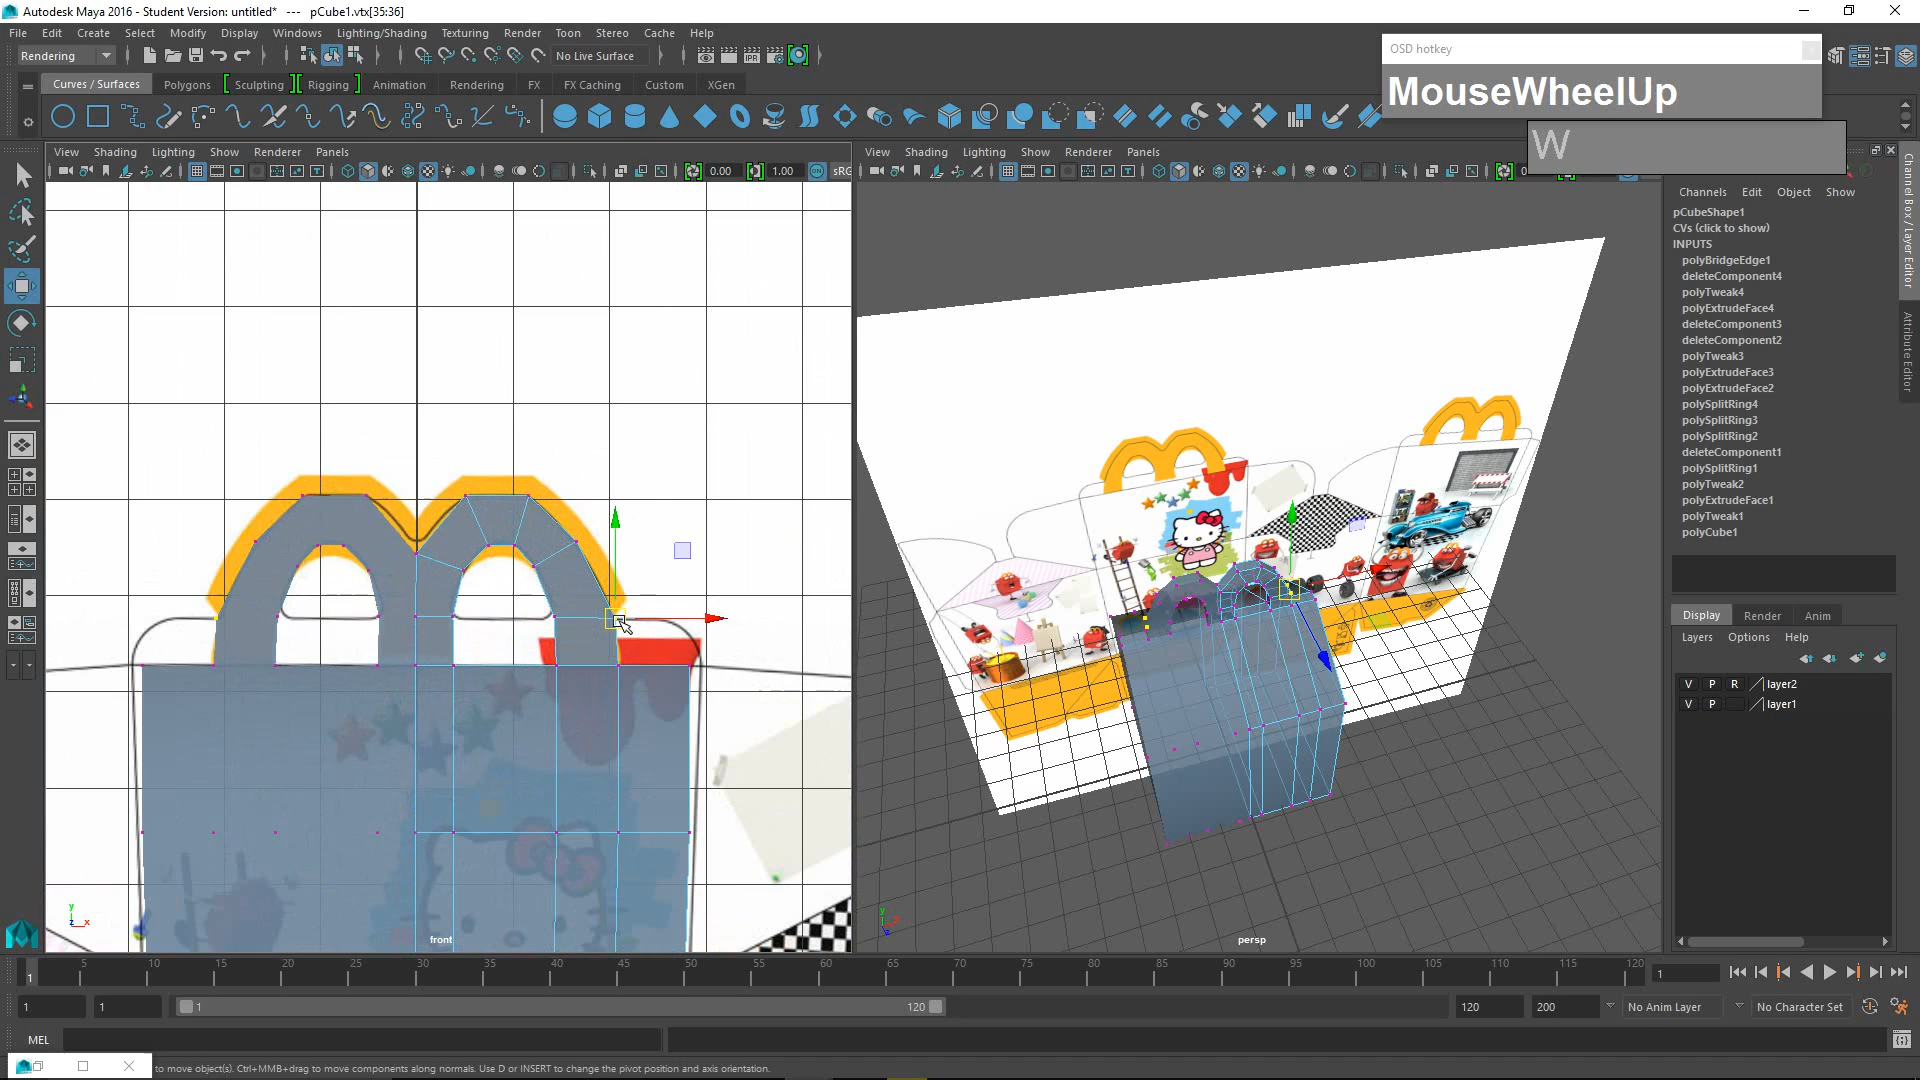 Autodesk Maya 2016 - Student Version: untitled*   ---   pCube1.vtx[35:36]
File Edit Create Select Modify Display Windows Lighting/Shading Texturing Render Toon Stereo Cache Help
OSD hotkey
MouseWheelUp
W
Rendering
No Live Surface
Curves / Surfaces Polygons Sculpting Rigging Animation Rendering FX FX Caching Custom XGen
View Shading Lighting Show Renderer Panels
0.00 1.00 sRG
View Shading Lighting Show Renderer Panels
Channels Edit Object Show
pCubeShape1
CVs (click to show)
INPUTS
polyBridgeEdge1
deleteComponent4
polyTweak4
polyExtrudeFace4
deleteComponent3
deleteComponent2
polyTweak3
polyExtrudeFace3
polyExtrudeFace2
polySplitRing4
polySplitRing3
polySplitRing2
deleteComponent1
polySplitRing1
polyTweak2
polyExtrudeFace1
polyTweak1
polyCube1
Channel Box / Layer Editor
Attribute Editor
Display Render Anim
Layers Options Help
V P R layer2
V P layer1
y
z x
front
y
persp
5 10 15 20 25 30 35 40 45 50 55 60 65 70 75 80 85 90 95 100 105 110 115 120
1
1
1 1 1 120 120 200 No Anim Layer No Character Set
MEL
to move object(s). Ctrl+MMB+drag to move components along normals. Use D or INSERT to change the pivot position and axis orientation.